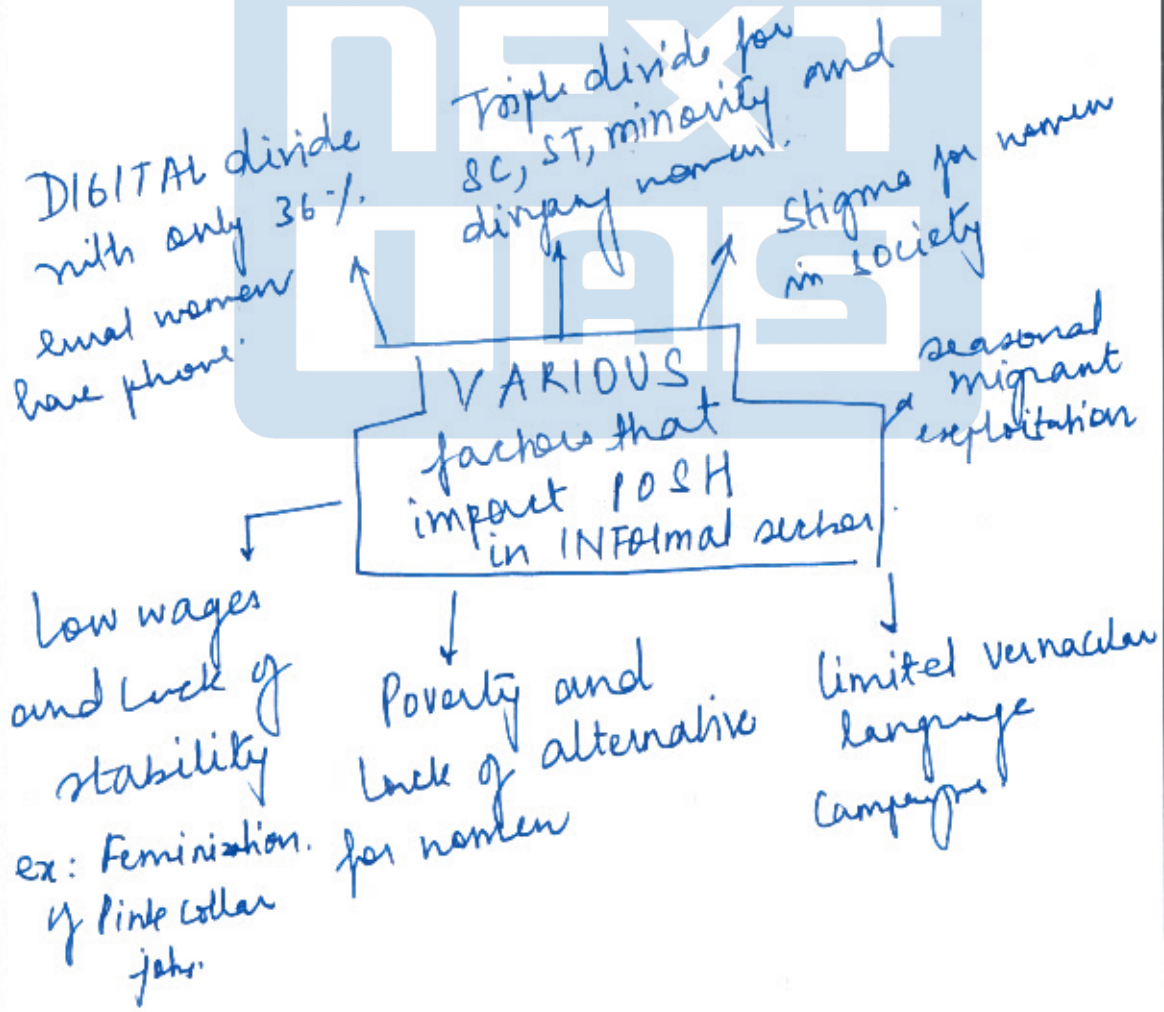 NEXT
IAS
DIGITAL divide
with only 36%
rural women
have phone.
Triple divide for
SC, ST, minority and
women.
Stigma for women
in society
seasonal
migrant
exploitation
VARIOUS
factors that
impact POSH
in INFormal sector.
Low wages
and Lack of
stability
ex: Feminization.
of Pink collar
jobs.
Poverty and
Lack of alternative
for women
limited vernacular
language
Campaigns